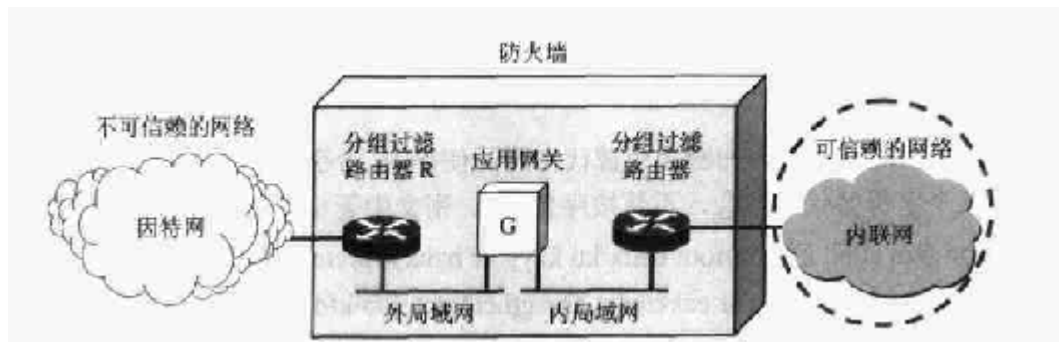 防火墙
不可信赖的网络
因特网
分组过滤
路由器 R
应用网关
G
分组过滤
路由器
可信赖的网络
内联网
外局域网
内局域网